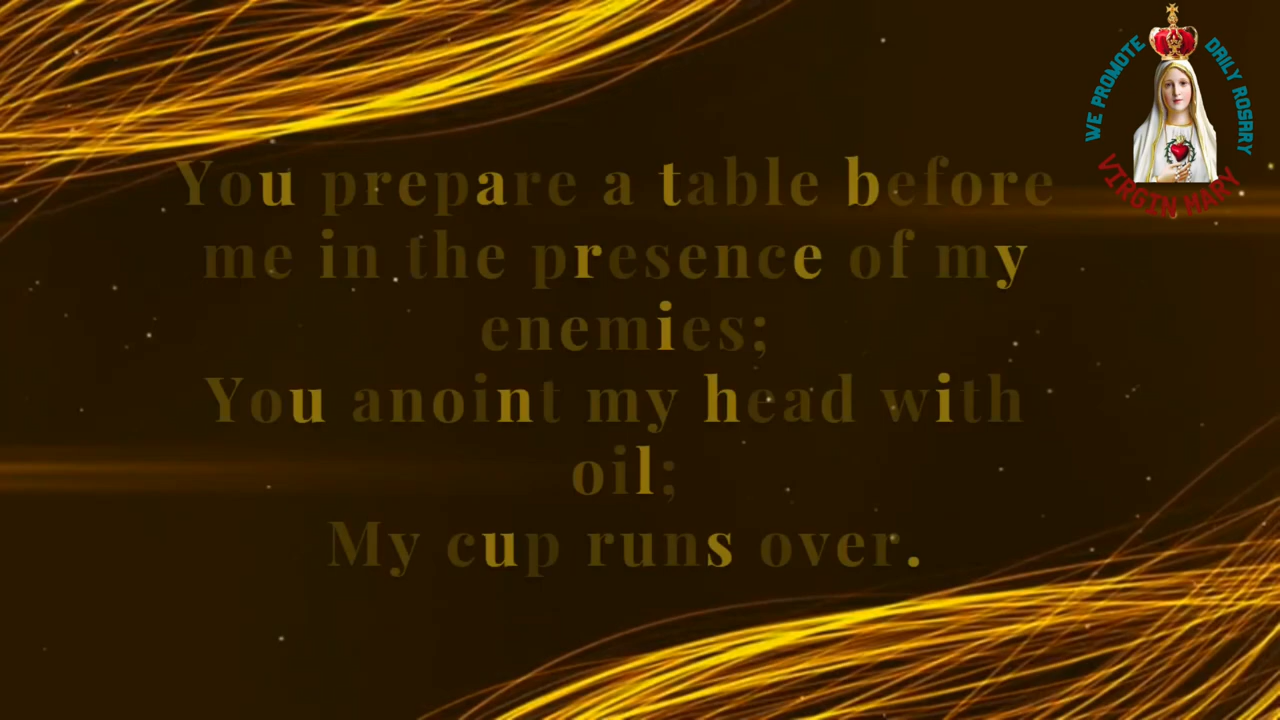 You prepare a table before
me in the presence of my
enemies;
You anoint my head with
oil;
My cup runs over.
WE PROMOTE DAILY ROSARY
VIRGIN MARY